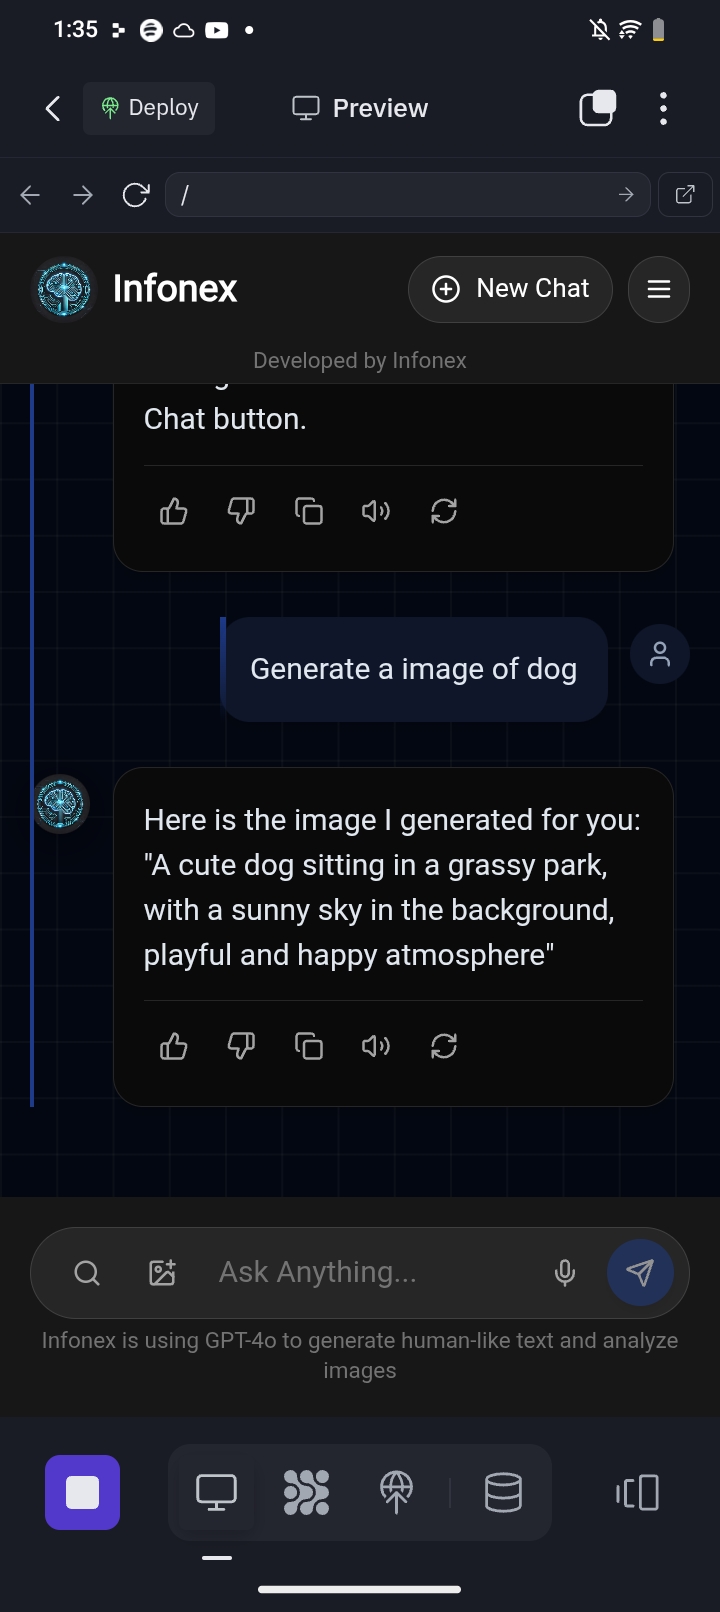 1:35
Deploy
Preview
/
Infonex
New Chat
Developed by Infonex
Chat button.
Generate a image of dog
Here is the image I generated for you:
"A cute dog sitting in a grassy park,
with a sunny sky in the background,
playful and happy atmosphere"
Ask Anything...
Infonex is using GPT-4o to generate human-like text and analyze
images